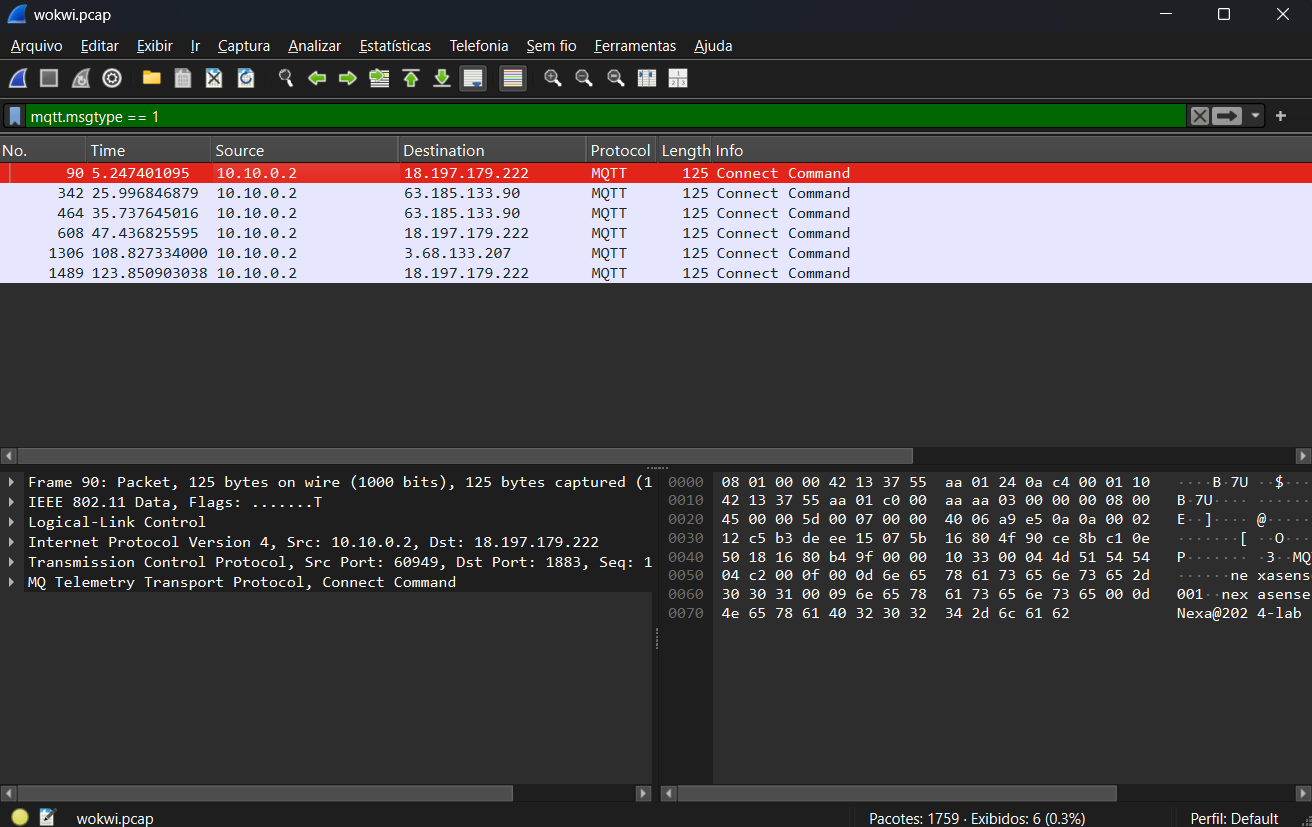 wokwi.pcap
Arquivo Editar Exibir Ir Captura Analizar Estatísticas Telefonia Sem fio Ferramentas Ajuda
mqtt.msgtype == 1
No. Time Source Destination Protocol Length Info
90 5.247401095 10.10.0.2 18.197.179.222 MQTT 125 Connect Command
342 25.996846879 10.10.0.2 63.185.133.90 MQTT 125 Connect Command
464 35.737645016 10.10.0.2 63.185.133.90 MQTT 125 Connect Command
608 47.436825595 10.10.0.2 18.197.179.222 MQTT 125 Connect Command
1306 108.827334000 10.10.0.2 3.68.133.207 MQTT 125 Connect Command
1489 123.850903038 10.10.0.2 18.197.179.222 MQTT 125 Connect Command
Frame 90: Packet, 125 bytes on wire (1000 bits), 125 bytes captured (1
IEEE 802.11 Data, Flags: .......T
Logical-Link Control
Internet Protocol Version 4, Src: 10.10.0.2, Dst: 18.197.179.222
Transmission Control Protocol, Src Port: 60949, Dst Port: 1883, Seq: 1
MQ Telemetry Transport Protocol, Connect Command
0000 08 01 00 00 42 13 37 55 aa 01 24 0a c4 00 01 10 ····B·7U ··$···
0010 42 13 37 55 aa 01 c0 00 aa aa 03 00 00 00 08 00 B·7U···· ·······
0020 45 00 00 5d 00 07 00 00 40 06 a9 e5 0a 0a 00 02 E··]···· @······
0030 12 c5 b3 de ee 15 07 5b 16 80 4f 90 ce 8b c1 0e ·······[ ··O····
0040 50 18 16 80 b4 9f 00 00 10 33 00 04 4d 51 54 54 P······· ·3··MQ
0050 04 c2 00 0f 00 0d 6e 65 78 61 73 65 6e 73 65 2d ······ne xasens
0060 30 30 31 00 09 6e 65 78 61 73 65 6e 73 65 00 0d 001··nex asense
0070 4e 65 78 61 40 32 30 32 34 2d 6c 61 62 Nexa@202 4-lab
wokwi.pcap Pacotes: 1759 · Exibidos: 6 (0.3%) Perfil: Default